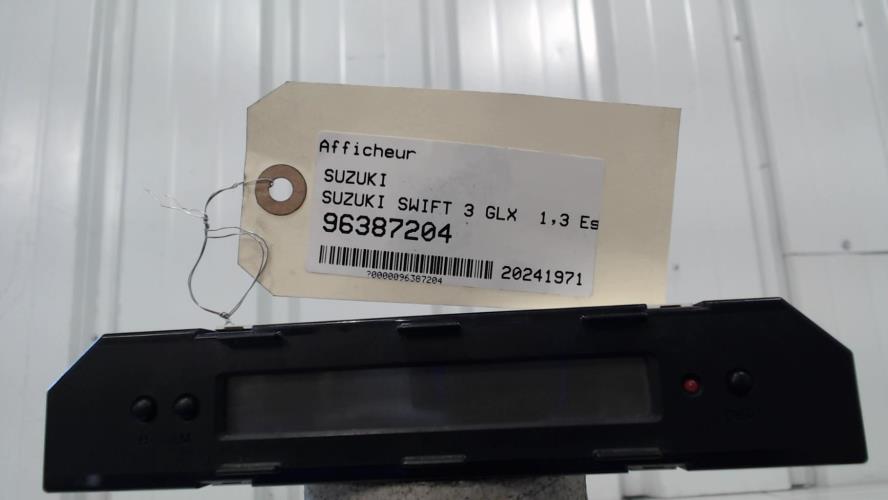 Afficheur
SUZUKI
SUZUKI SWIFT 3 GLX 1,3 Es
96387204
?0000096387204
20241971
H M